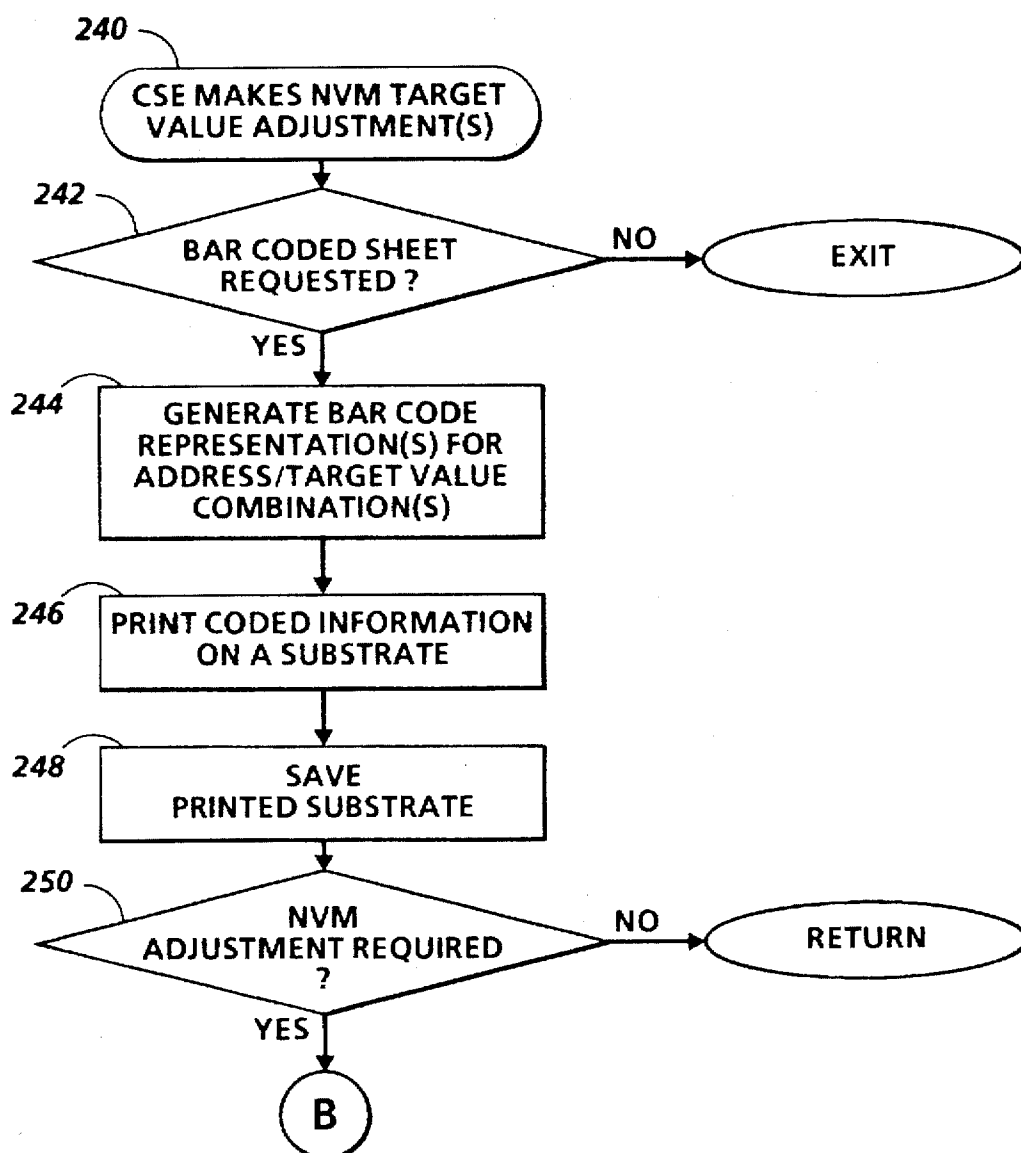 240
CSE MAKES NVM TARGET
VALUE ADJUSTMENT(S)
242
BAR CODED SHEET
REQUESTED ?
NO
EXIT
YES
244
GENERATE BAR CODE
REPRESENTATION(S) FOR
ADDRESS/TARGET VALUE
COMBINATION(S)
246
PRINT CODED INFORMATION
ON A SUBSTRATE
248
SAVE
PRINTED SUBSTRATE
250
NVM
ADJUSTMENT REQUIRED
?
NO
RETURN
YES
B